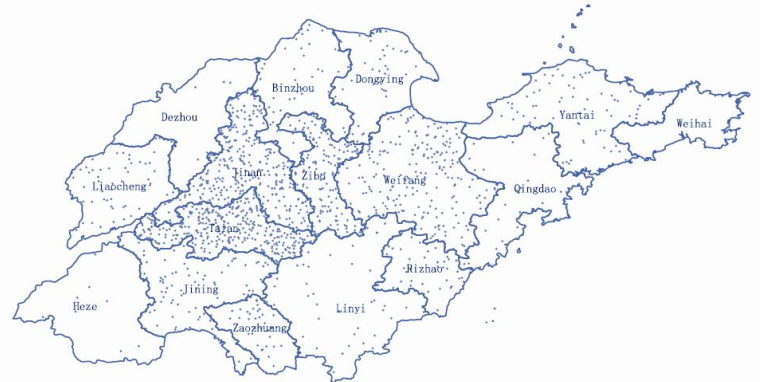 Dongying
Binzhou
Yantai
Dezhou
Weihai
Jinan
Zibo
Weifang
Liaocheng
Qingdao
Taian
Rizhao
Jining
Heze
Linyi
Zaozhuang